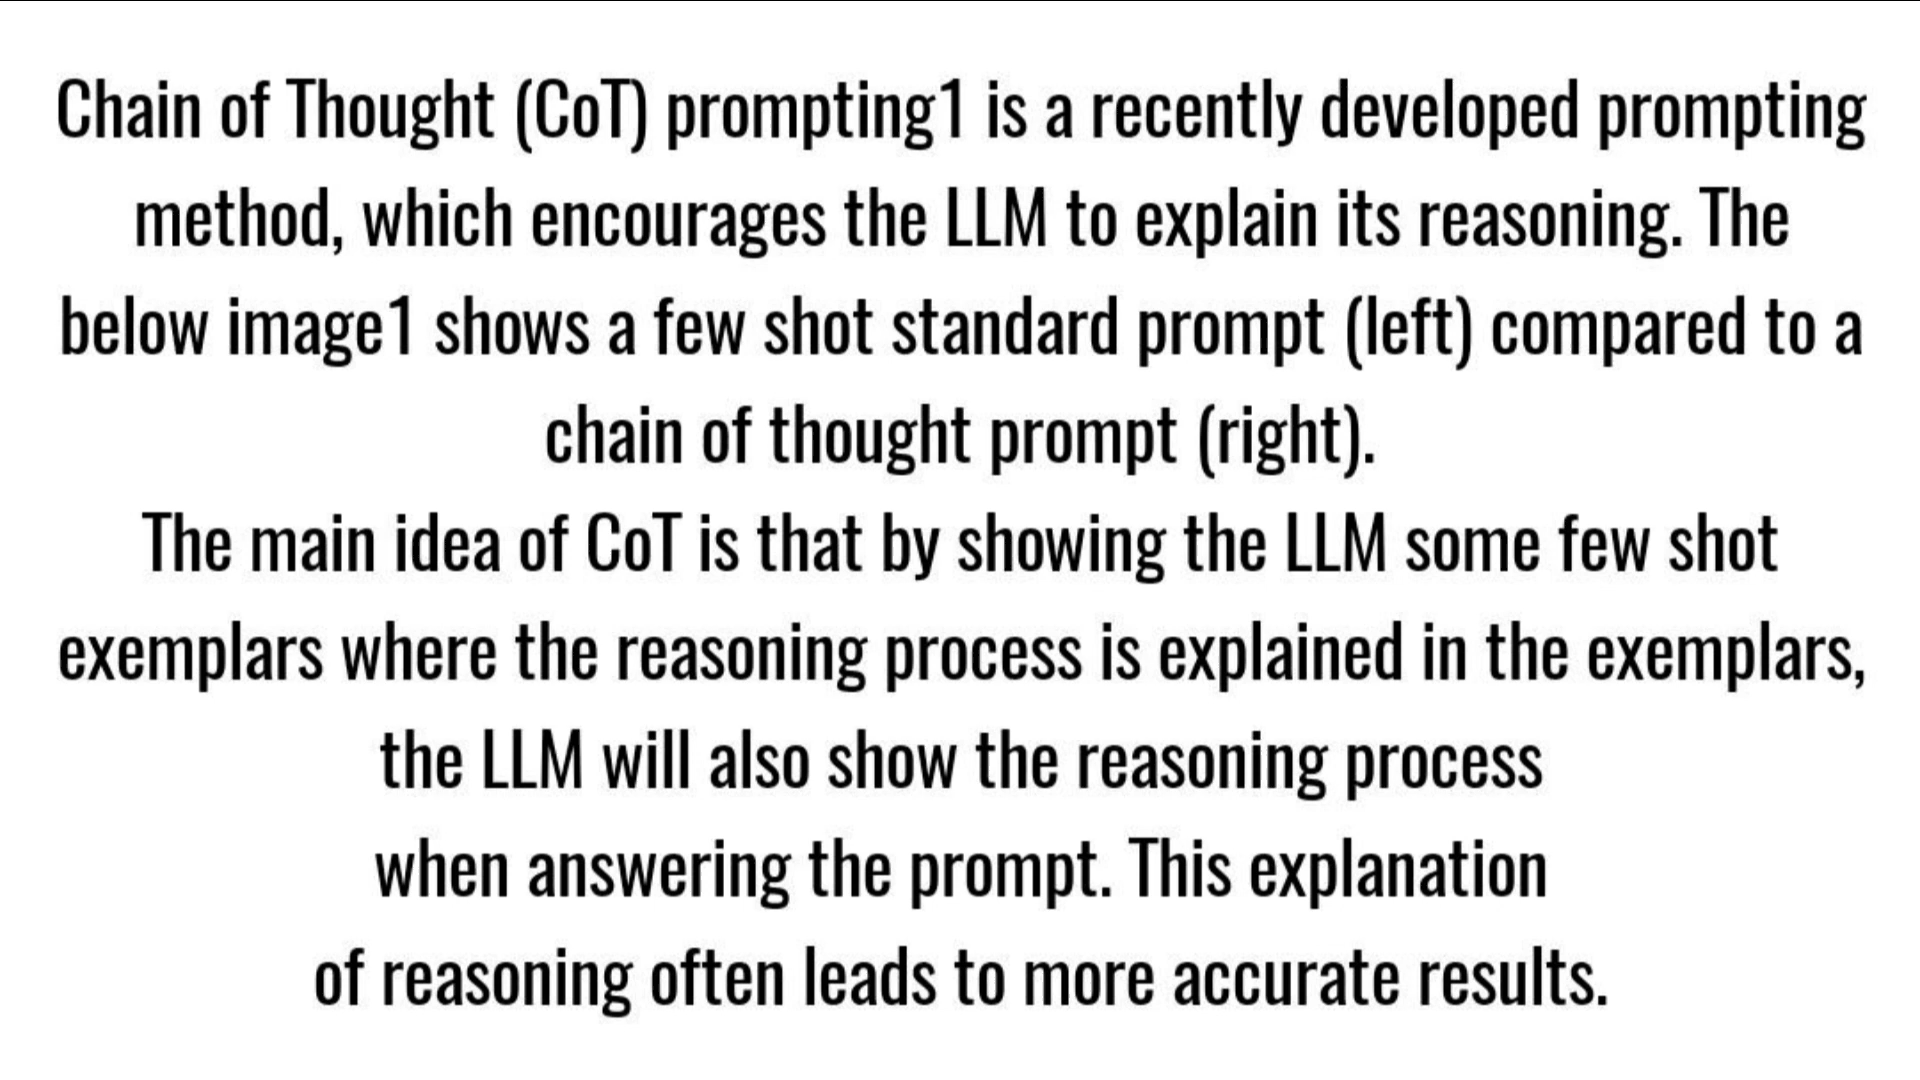 Chain of Thought (CoT) prompting1 is a recently developed prompting
method, which encourages the LLM to explain its reasoning. The
below image1 shows a few shot standard prompt (left) compared to a
chain of thought prompt (right).
The main idea of CoT is that by showing the LLM some few shot
exemplars where the reasoning process is explained in the exemplars,
the LLM will also show the reasoning process
when answering the prompt. This explanation
of reasoning often leads to more accurate results.